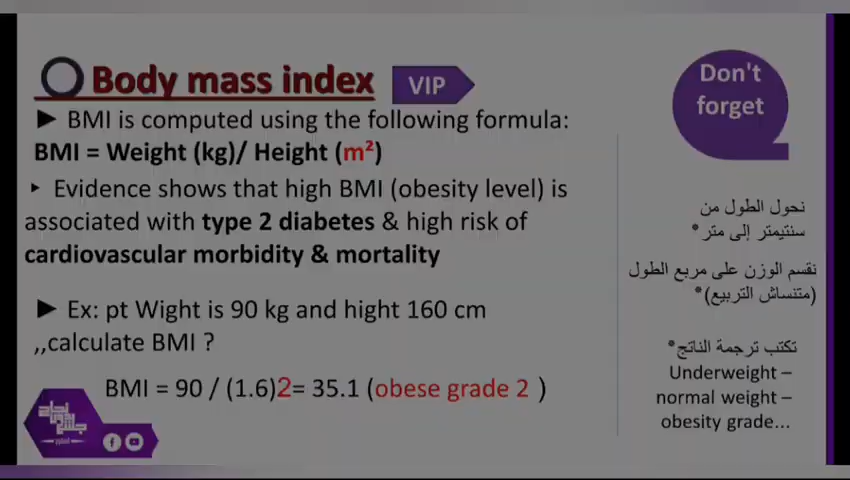 Body mass index
VIP
► BMI is computed using the following formula:
BMI = Weight (kg)/ Height (m²)
‣ Evidence shows that high BMI (obesity level) is
associated with type 2 diabetes & high risk of
cardiovascular morbidity & mortality
► Ex: pt Wight is 90 kg and hight 160 cm
,,calculate BMI ?
BMI = 90 / (1.6)2= 35.1 (obese grade 2 )
Don't
forget
نحول الطول من
سنتيمتر إلى متر*
نقسم الوزن على مربع الطول
(متنساش التربيع)*
تكتب ترجمة الناتج*
Underweight –
normal weight –
obesity grade...